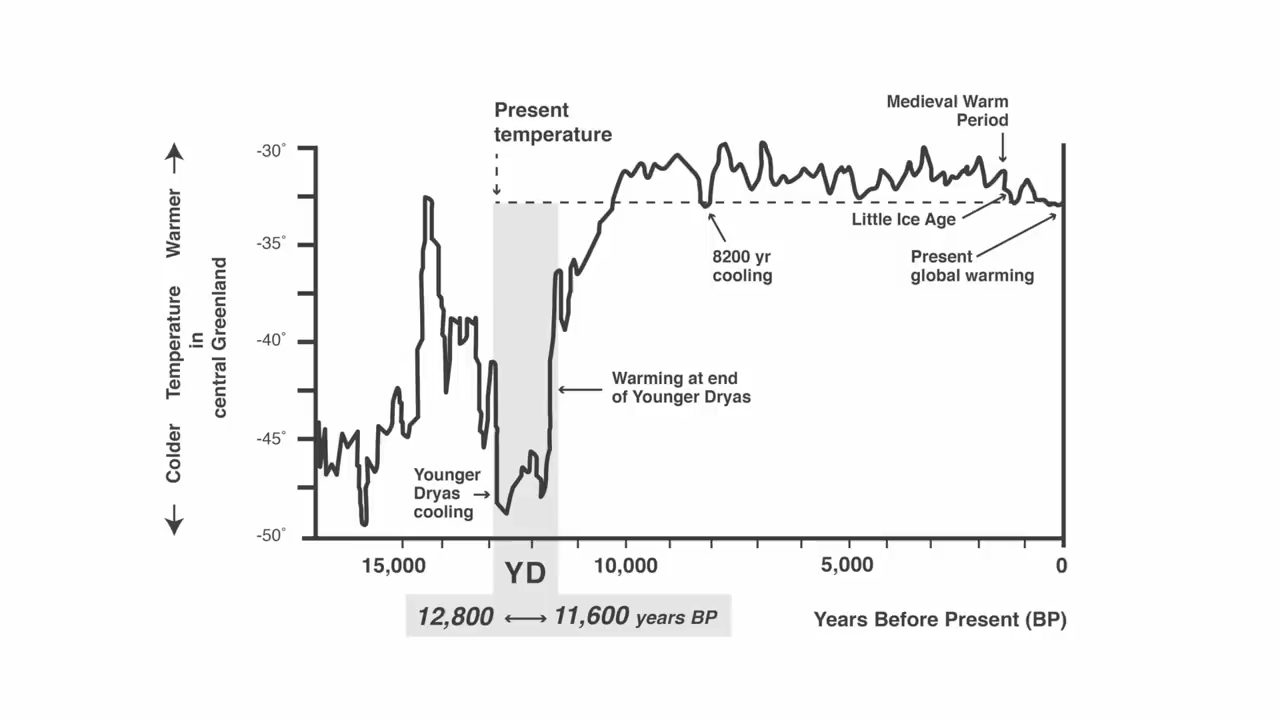 Present
temperature
Medieval Warm
Period
-30°
-35°
-40°
-45°
-50°
Colder Temperature Warmer
in
central Greenland
Little Ice Age
8200 yr
cooling
Present
global warming
Warming at end
of Younger Dryas
Younger
Dryas
cooling
15,000
YD
10,000
5,000
0
12,800
11,600 years BP
Years Before Present (BP)